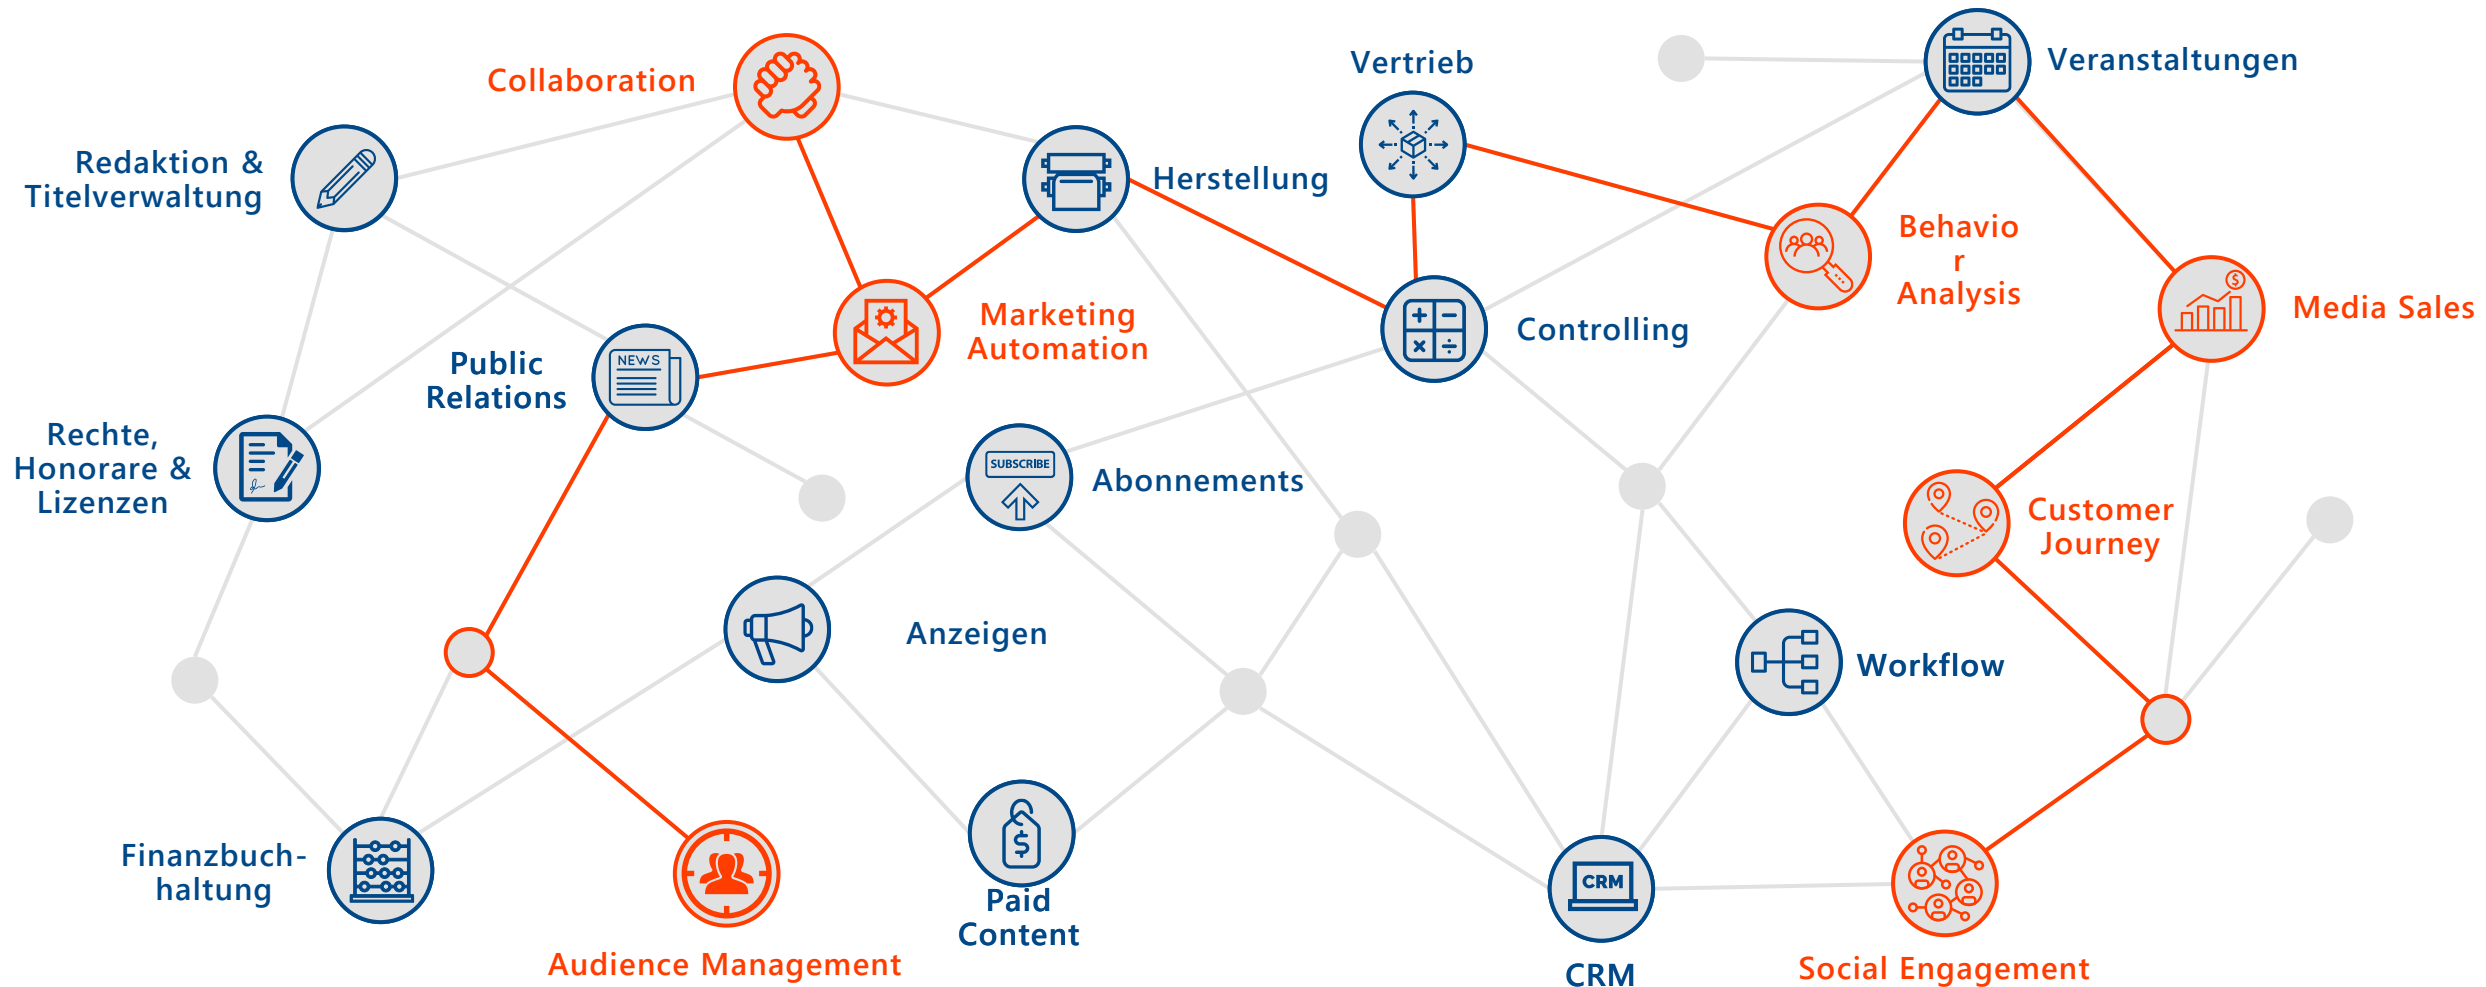 Collaboration
Vertrieb
Veranstaltungen
Redaktion &
Titelverwaltung
Herstellung
Behavio
r
Analysis
Marketing
Automation
Controlling
Media Sales
NEWS
Public
Relations
Rechte,
Honorare &
Lizenzen
SUBSCRIBE
Abonnements
Customer
Journey
Anzeigen
Workflow
Finanzbuch-
haltung
$
$
Paid
Content
CRM
CRM
Audience Management
Social Engagement